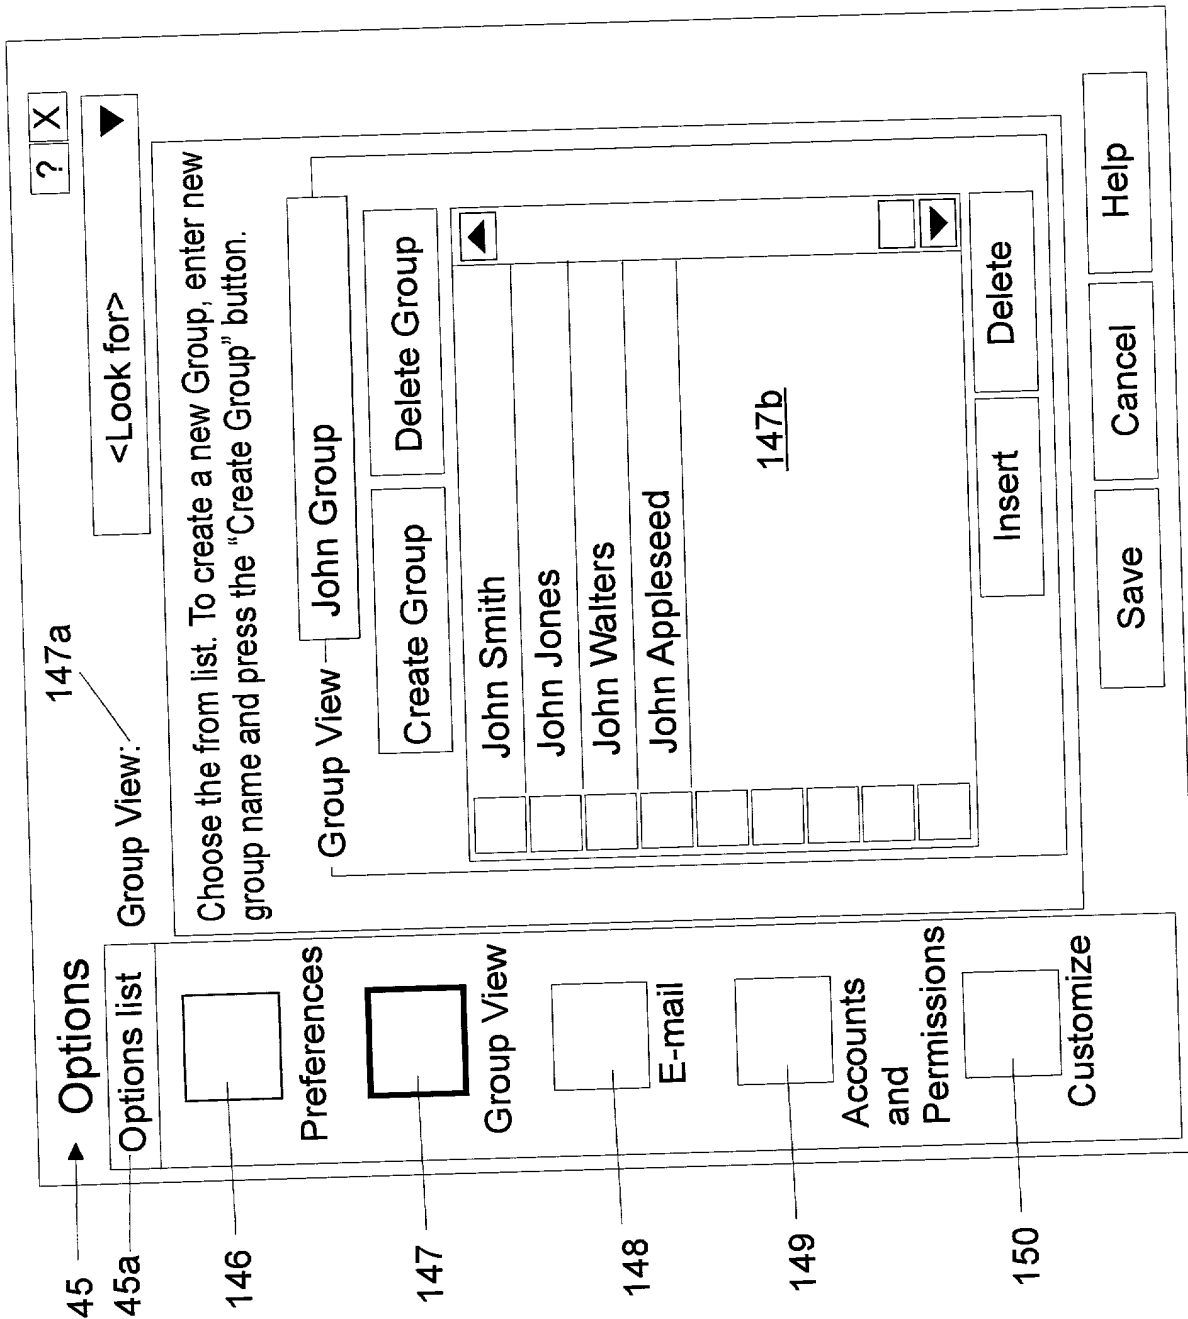 45 Options ? X
45a Options list
147a
Group View: <Look for>
146 Preferences
147 Group View
148 E-mail
149 Accounts
and
Permissions
150 Customize
Choose the from list. To create a new Group, enter new
group name and press the “Create Group” button.
Group View John Group
Create Group Delete Group
John Smith
John Jones
John Walters
John Appleseed
147b
Insert Delete
Save Cancel Help